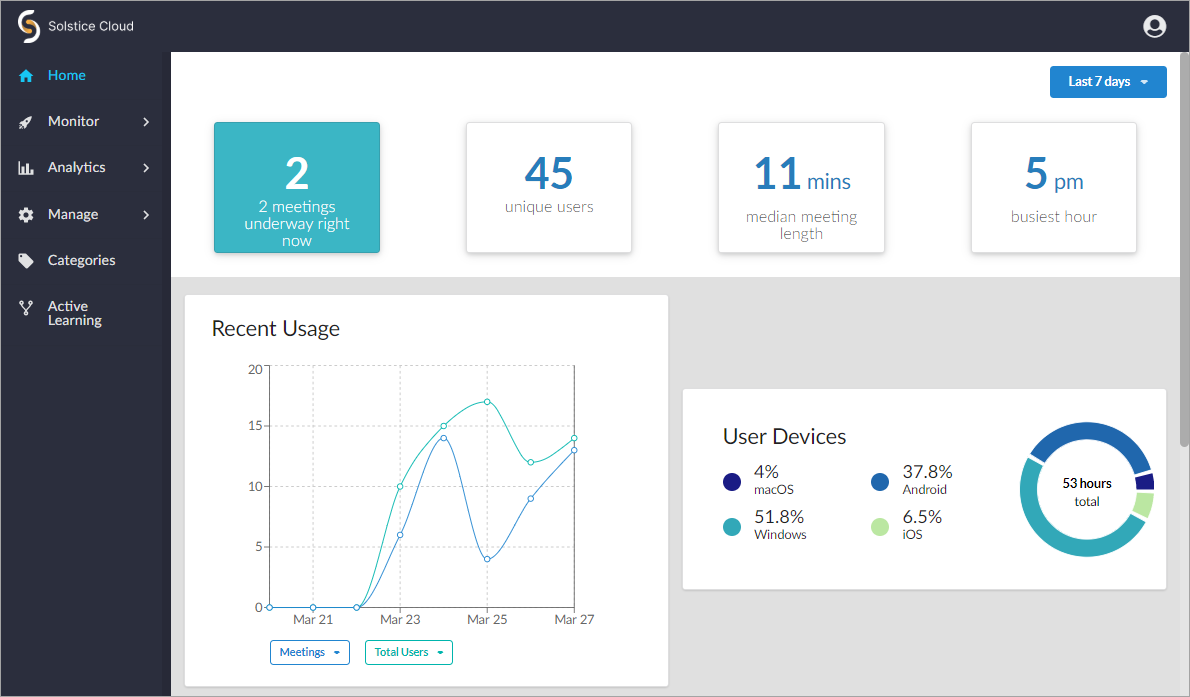 Solstice Cloud
Home
Monitor
Analytics
Manage
Categories
Active
Learning
Last 7 days
2
2 meetings
underway right
now
45
unique users
11 mins
median meeting
length
5 pm
busiest hour
Recent Usage
20
15
10
5
0
Mar 21 Mar 23 Mar 25 Mar 27
Meetings
Total Users
User Devices
4%
macOS
37.8%
Android
51.8%
Windows
6.5%
iOS
53 hours
total